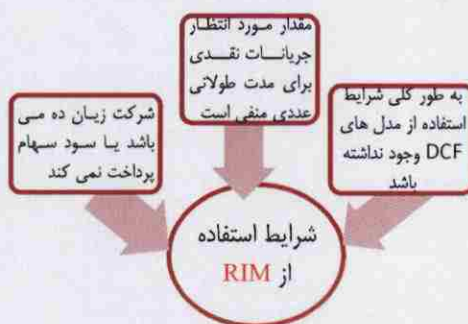 مقدار مورد انتظار
جریانات نقدی
برای مدت طولانی
عددی منفی است
به طور کلی شرایط
استفاده از مدل های
DCF وجود نداشته
باشد
شرکت زیان ده می
باشد یا سود سهام
پرداخت نمی کند
شرایط استفاده
از RIM